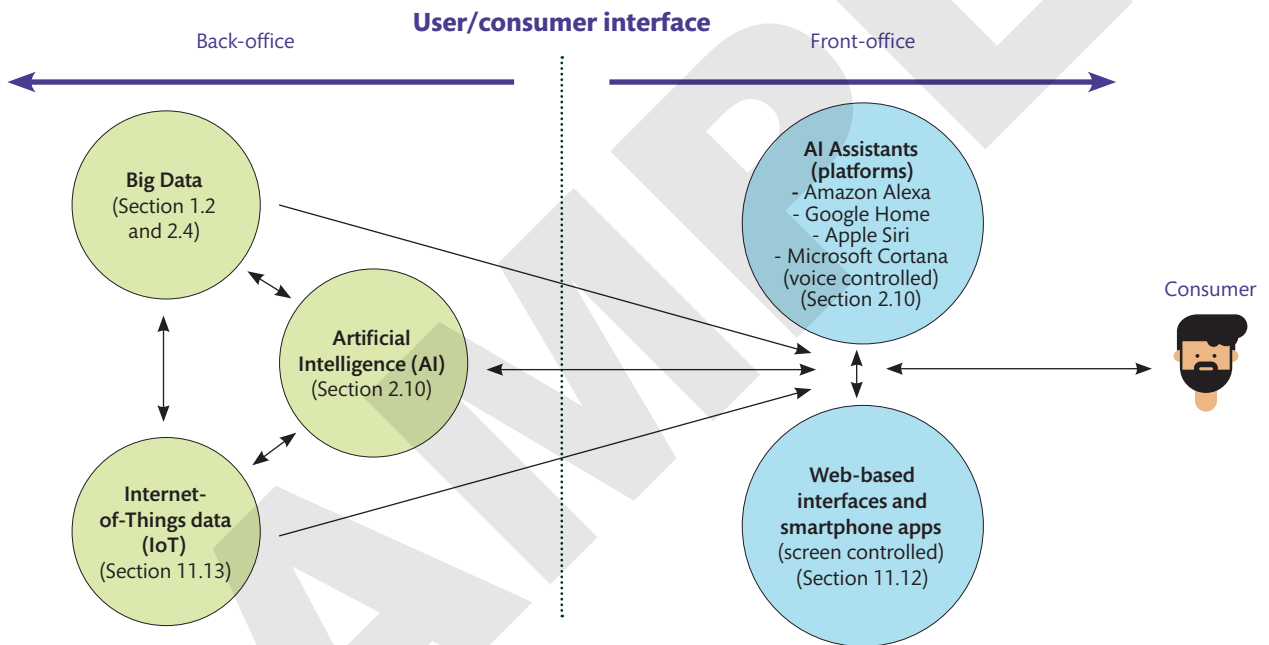 User/consumer interface
Back-office
Front-office
Big Data
(Section 1.2
and 2.4)
Artificial
Intelligence (AI)
(Section 2.10)
Internet-
of-Things data
(IoT)
(Section 11.13)
AI Assistants
(platforms)
- Amazon Alexa
- Google Home
- Apple Siri
- Microsoft Cortana
(voice controlled)
(Section 2.10)
Web-based
interfaces and
smartphone apps
(screen controlled)
(Section 11.12)
Consumer